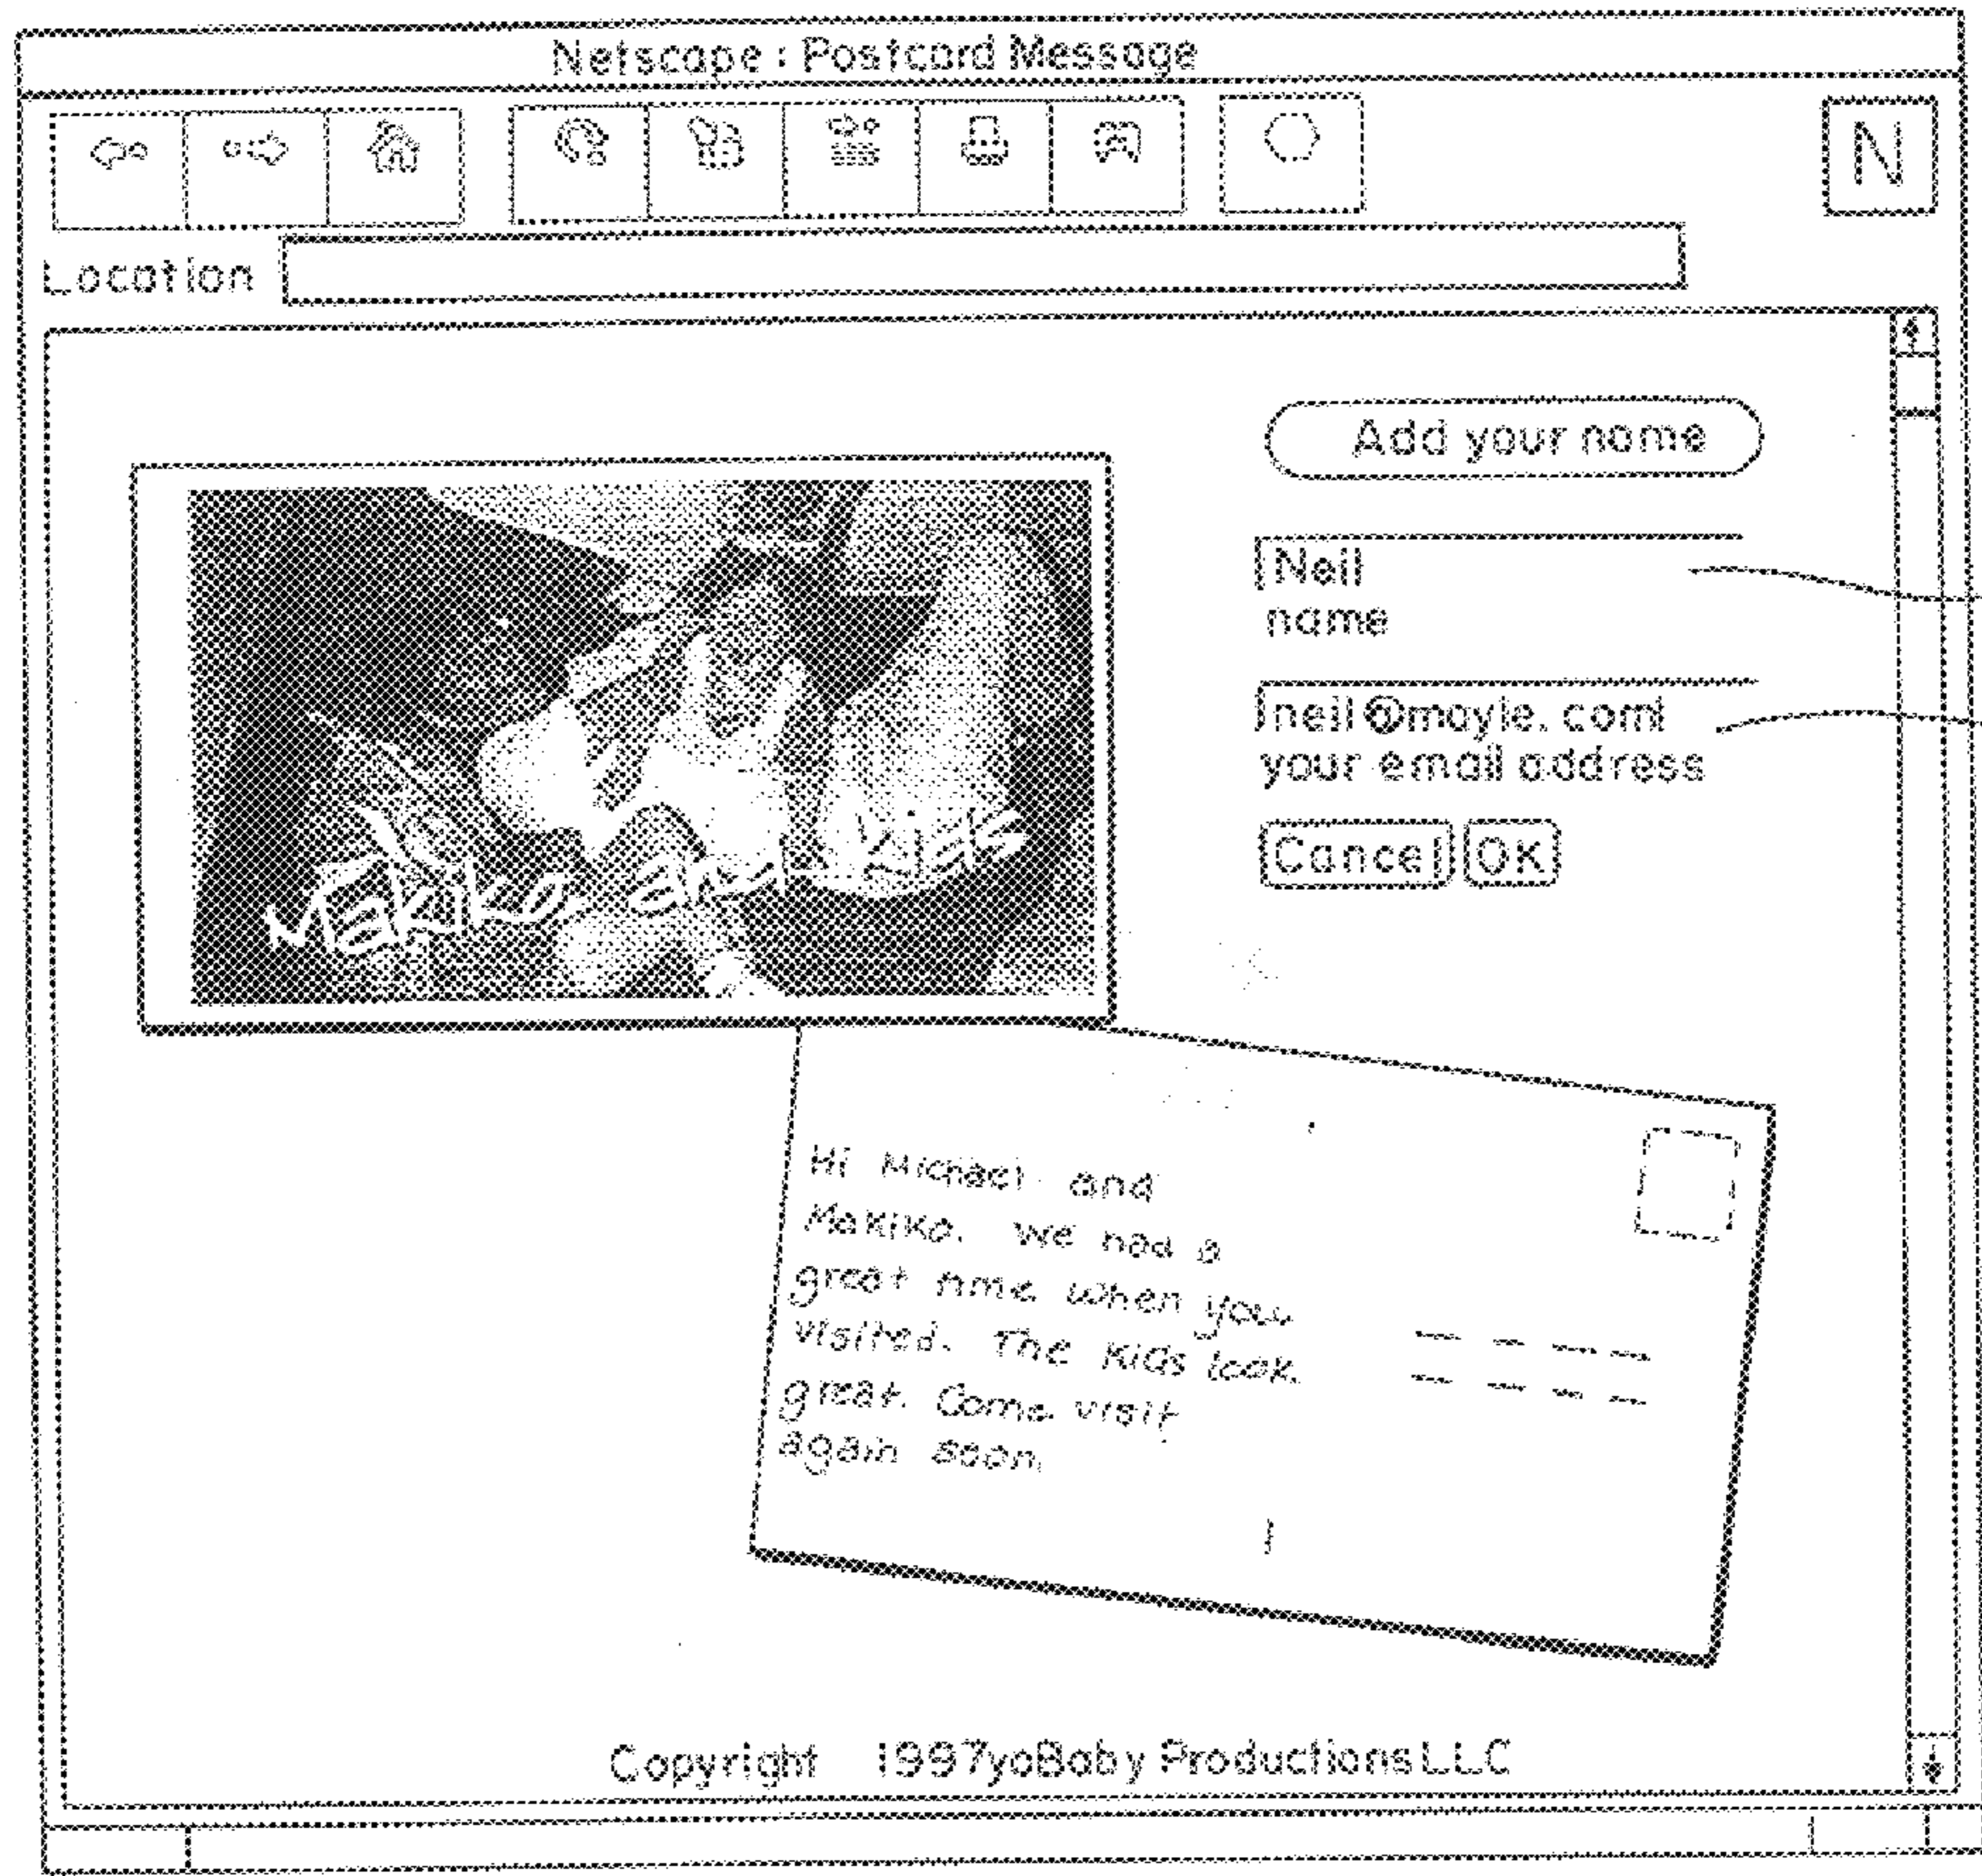 Netscape : Postcard Message
N
Location
Add your name
Neil
name
neil@moyle.com
your email address
Cancel OK
Makiko and kids
Hi Michael and
Makiko. We had a
great time when you
visited. The kids look
great. Come visit
again soon.
Copyright 1997yoBaby Productions LLC